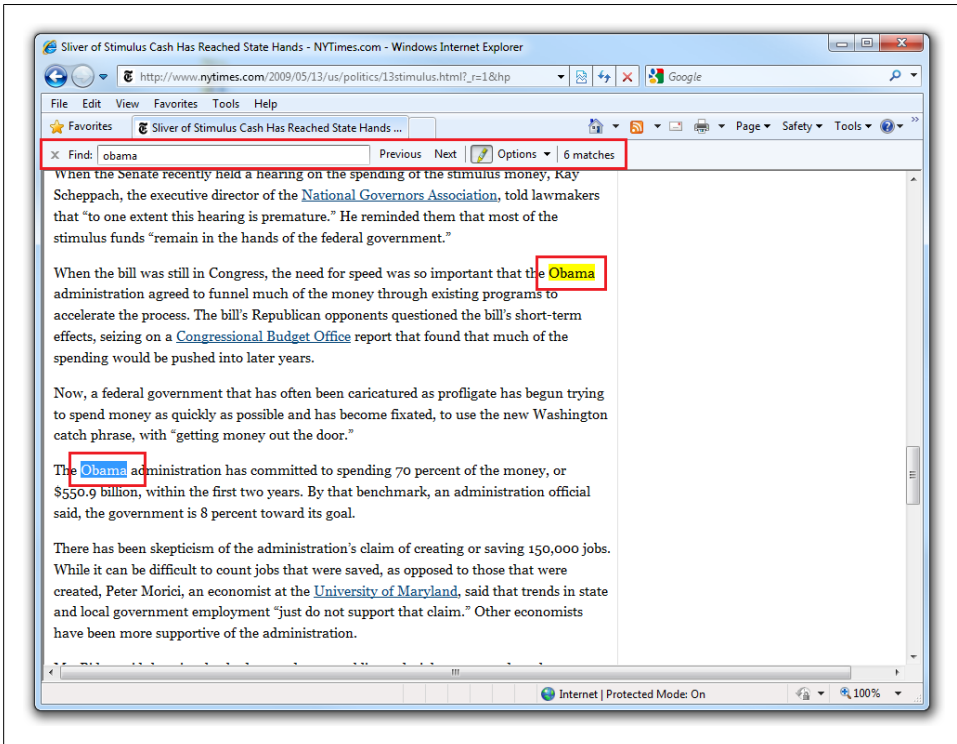 Sliver of Stimulus Cash Has Reached State Hands - NYTimes.com - Windows Internet Explorer
http://www.nytimes.com/2009/05/13/us/politics/13stimulus.html?_r=1&hp
Google
File Edit View Favorites Tools Help
Favorites
Sliver of Stimulus Cash Has Reached State Hands ...
Page Safety Tools
Find: obama Previous Next Options 6 matches
When the Senate recently held a hearing on the spending of the stimulus money, Ray
Scheppach, the executive director of the National Governors Association, told lawmakers
that “to one extent this hearing is premature.” He reminded them that most of the
stimulus funds “remain in the hands of the federal government.”
When the bill was still in Congress, the need for speed was so important that the Obama
administration agreed to funnel much of the money through existing programs to
accelerate the process. The bill’s Republican opponents questioned the bill’s short-term
effects, seizing on a Congressional Budget Office report that found that much of the
spending would be pushed into later years.
Now, a federal government that has often been caricatured as profligate has begun trying
to spend money as quickly as possible and has become fixated, to use the new Washington
catch phrase, with “getting money out the door.”
The Obama administration has committed to spending 70 percent of the money, or
$550.9 billion, within the first two years. By that benchmark, an administration official
said, the government is 8 percent toward its goal.
There has been skepticism of the administration’s claim of creating or saving 150,000 jobs.
While it can be difficult to count jobs that were saved, as opposed to those that were
created, Peter Morici, an economist at the University of Maryland, said that trends in state
and local government employment “just do not support that claim.” Other economists
have been more supportive of the administration.
Internet | Protected Mode: On
100%